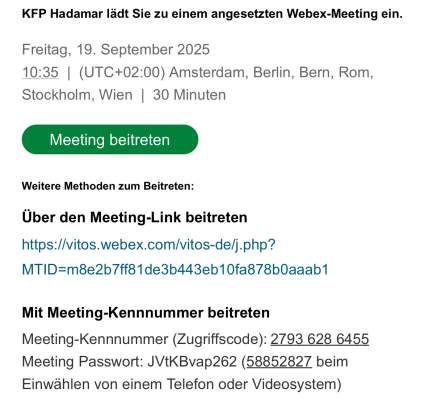 KFP Hadamar lädt Sie zu einem angesetzten Webex-Meeting ein.
Freitag, 19. September 2025
10:35 | (UTC+02:00) Amsterdam, Berlin, Bern, Rom,
Stockholm, Wien | 30 Minuten
Meeting beitreten
Weitere Methoden zum Beitreten:
Über den Meeting-Link beitreten
https://vitos.webex.com/vitos-de/j.php?
MTID=m8e2b7ff81de3b443eb10fa878b0aaab1
Mit Meeting-Kennnummer beitreten
Meeting-Kennnummer (Zugriffscode): 2793 628 6455
Meeting Passwort: JVtKBvap262 (58852827 beim
Einwählen von einem Telefon oder Videosystem)